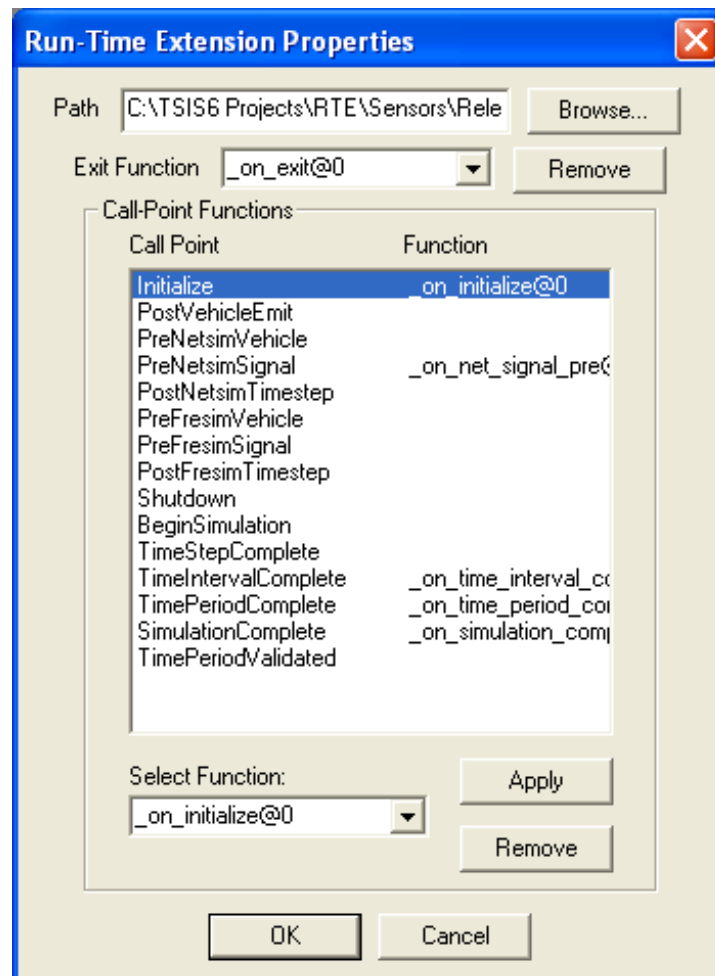 Run-Time Extension Properties
Path C:\TSIS6 Projects\RTE\Sensors\Rele Browse...
Exit Function _on_exit@0 Remove
Call-Point Functions
Call Point Function
Initialize _on_initialize@0
PostVehicleEmit
PreNetsimVehicle
PreNetsimSignal _on_net_signal_pre@
PostNetsimTimestep
PreFresimVehicle
PreFresimSignal
PostFresimTimestep
Shutdown
BeginSimulation
TimeStepComplete
TimeIntervalComplete _on_time_interval_co
TimePeriodComplete _on_time_period_com
SimulationComplete _on_simulation_comp
TimePeriodValidated
Select Function:
_on_initialize@0
Apply
Remove
OK Cancel